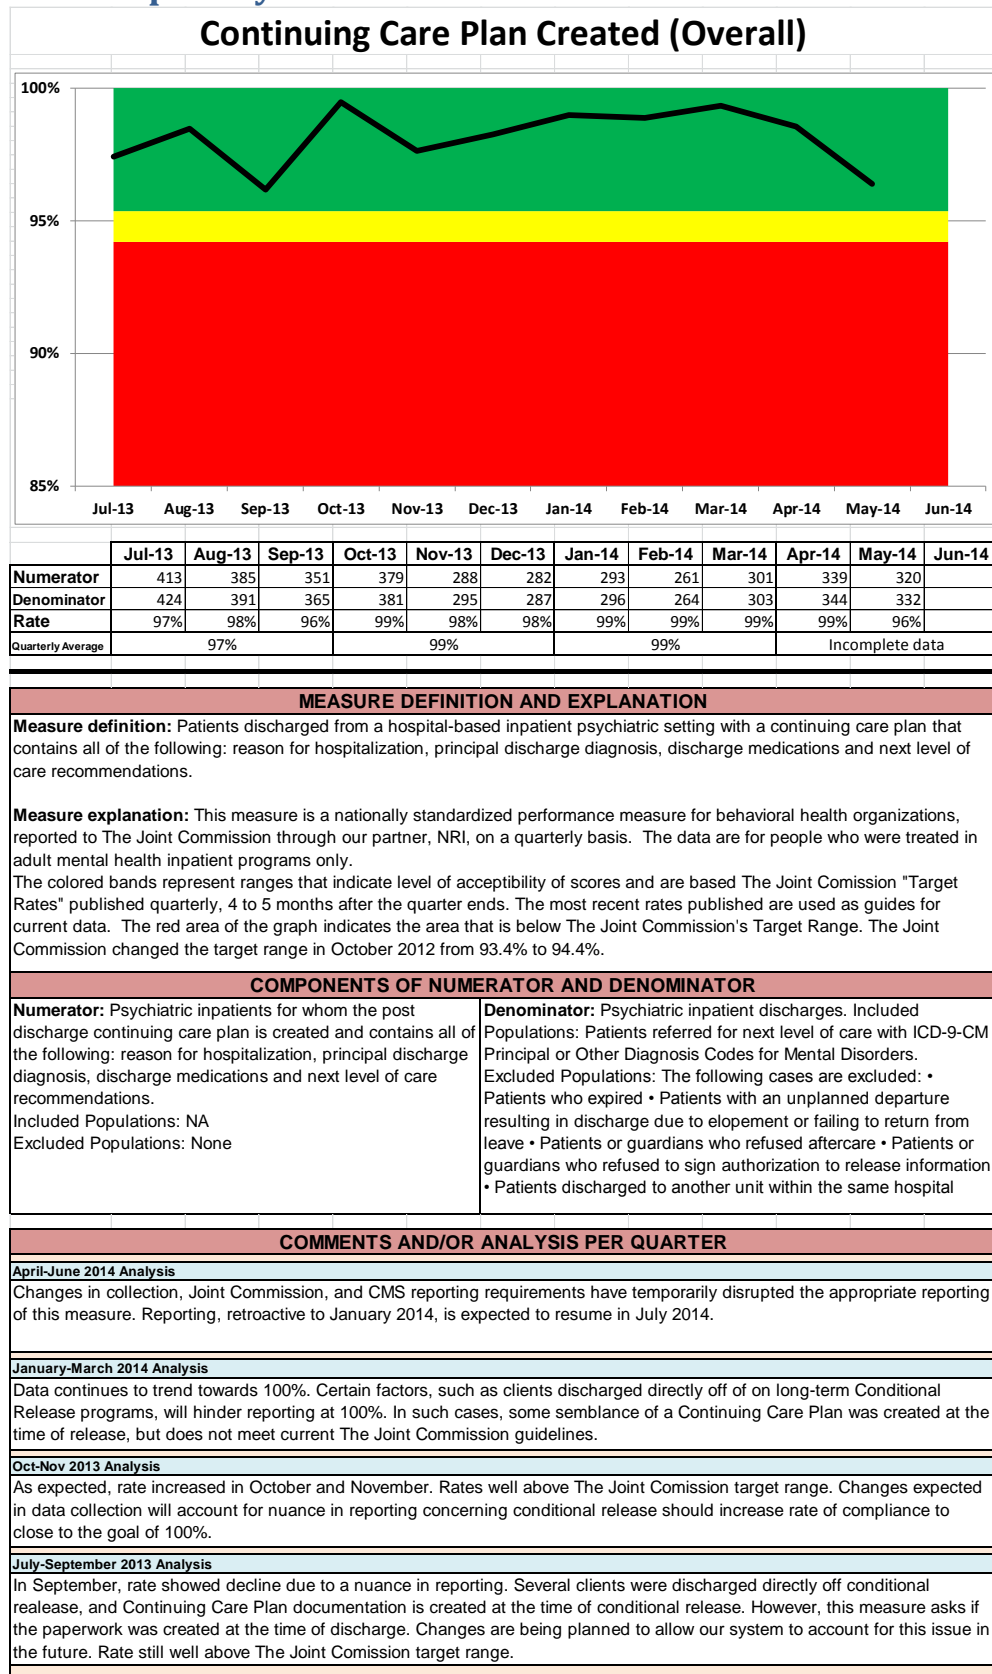 Continuing Care Plan Created (Overall)
100%
95%
90%
85%
Jul-13 Aug-13 Sep-13 Oct-13 Nov-13 Dec-13 Jan-14 Feb-14 Mar-14 Apr-14 May-14 Jun-14
Jul-13 Aug-13 Sep-13 Oct-13 Nov-13 Dec-13 Jan-14 Feb-14 Mar-14 Apr-14 May-14 Jun-14
Numerator 413 385 351 379 288 282 293 261 301 339 320
Denominator 424 391 365 381 295 287 296 264 303 344 332
Rate 97% 98% 96% 99% 98% 98% 99% 99% 99% 99% 96%
Quarterly Average 97% 99% 99% Incomplete data
MEASURE DEFINITION AND EXPLANATION
Measure definition: Patients discharged from a hospital-based inpatient psychiatric setting with a continuing care plan that
contains all of the following: reason for hospitalization, principal discharge diagnosis, discharge medications and next level of
care recommendations.
Measure explanation: This measure is a nationally standardized performance measure for behavioral health organizations,
reported to The Joint Commission through our partner, NRI, on a quarterly basis. The data are for people who were treated in
adult mental health inpatient programs only.
The colored bands represent ranges that indicate level of acceptibility of scores and are based The Joint Comission "Target
Rates" published quarterly, 4 to 5 months after the quarter ends. The most recent rates published are used as guides for
current data. The red area of the graph indicates the area that is below The Joint Commission's Target Range. The Joint
Commission changed the target range in October 2012 from 93.4% to 94.4%.
COMPONENTS OF NUMERATOR AND DENOMINATOR
Numerator: Psychiatric inpatients for whom the post
discharge continuing care plan is created and contains all of
the following: reason for hospitalization, principal discharge
diagnosis, discharge medications and next level of care
recommendations.
Included Populations: NA
Excluded Populations: None
Denominator: Psychiatric inpatient discharges. Included
Populations: Patients referred for next level of care with ICD-9-CM
Principal or Other Diagnosis Codes for Mental Disorders.
Excluded Populations: The following cases are excluded: •
Patients who expired • Patients with an unplanned departure
resulting in discharge due to elopement or failing to return from
leave • Patients or guardians who refused aftercare • Patients or
guardians who refused to sign authorization to release information
• Patients discharged to another unit within the same hospital
COMMENTS AND/OR ANALYSIS PER QUARTER
April-June 2014 Analysis
Changes in collection, Joint Commission, and CMS reporting requirements have temporarily disrupted the appropriate reporting
of this measure. Reporting, retroactive to January 2014, is expected to resume in July 2014.
January-March 2014 Analysis
Data continues to trend towards 100%. Certain factors, such as clients discharged directly off of on long-term Conditional
Release programs, will hinder reporting at 100%. In such cases, some semblance of a Continuing Care Plan was created at the
time of release, but does not meet current The Joint Commission guidelines.
Oct-Nov 2013 Analysis
As expected, rate increased in October and November. Rates well above The Joint Comission target range. Changes expected
in data collection will account for nuance in reporting concerning conditional release should increase rate of compliance to
close to the goal of 100%.
July-September 2013 Analysis
In September, rate showed decline due to a nuance in reporting. Several clients were discharged directly off conditional
realease, and Continuing Care Plan documentation is created at the time of conditional release. However, this measure asks if
the paperwork was created at the time of discharge. Changes are being planned to allow our system to account for this issue in
the future. Rate still well above The Joint Comission target range.